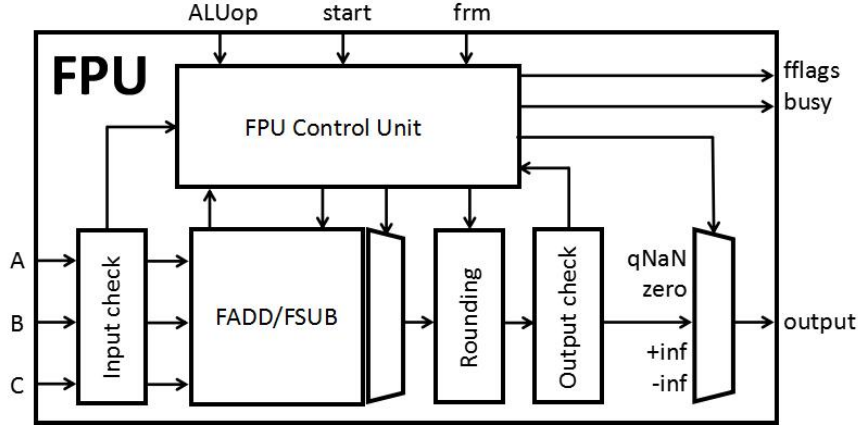 ALUop start frm
FPU
FPU Control Unit
fflags
busy
A
B
C
Input check
FADD/FSUB
Rounding
Output check
qNaN
zero
+inf
-inf
output